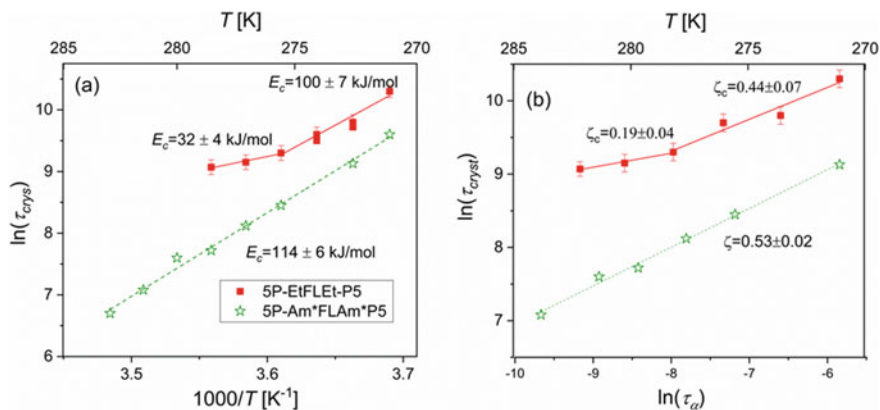 T [K]
285 280 275 270
(a)
E_c=100 ± 7 kJ/mol
E_c=32 ± 4 kJ/mol
E_c=114 ± 6 kJ/mol
5P-EtFLEt-P5
5P-Am*FLAm*P5
ln(τ_crys)
10
9
8
7
6
3.5 3.6 3.7
1000/T [K⁻¹]
T [K]
285 280 275 270
(b)
ζ_c=0.44±0.07
ζ_c=0.19±0.04
ζ=0.53±0.02
ln(τ_cryst)
10
9
8
7
-10 -9 -8 -7 -6
ln(τ_α)